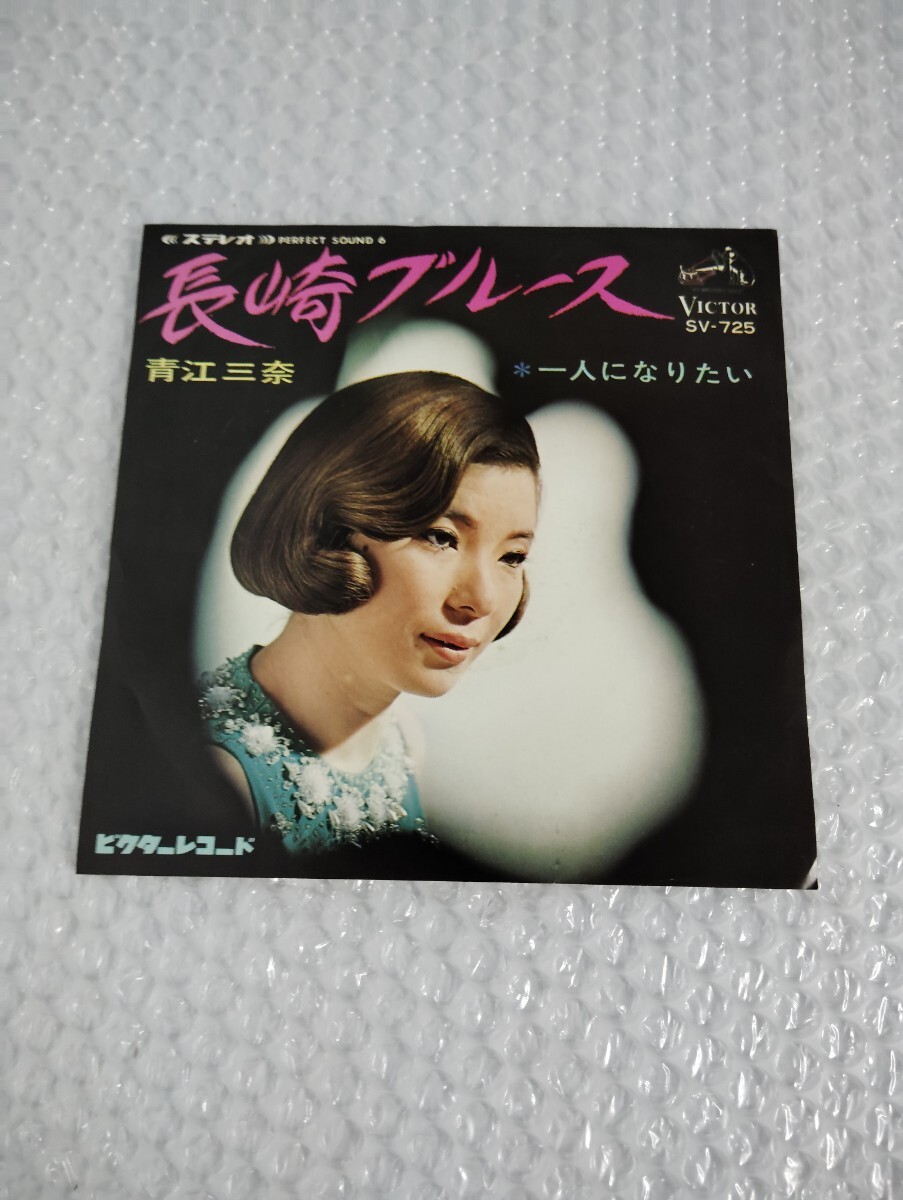 ステレオ PERFECT SOUND 6
長崎ブルース
VICTOR
SV-725
青江三奈
*一人になりたい
ビクターレコード